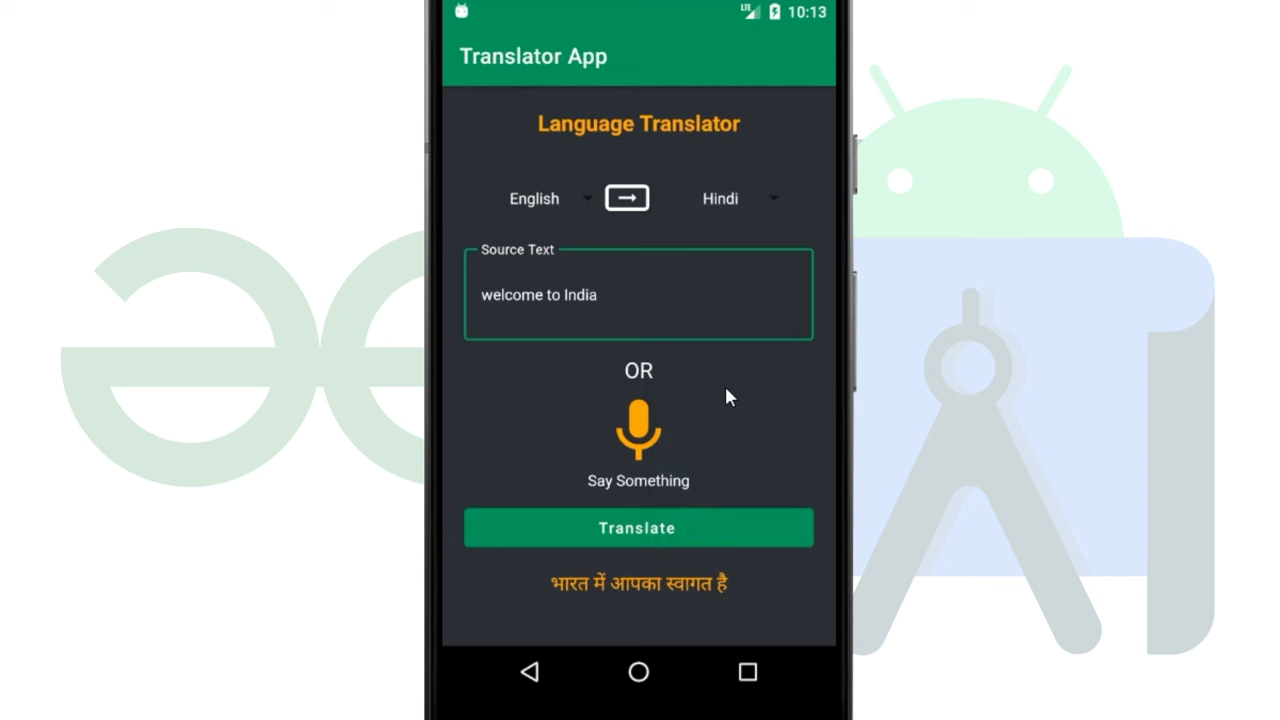 LTE 10:13
Translator App
Language Translator
English Hindi
Source Text
welcome to India
OR
Say Something
Translate
भारत में आपका स्वागत है